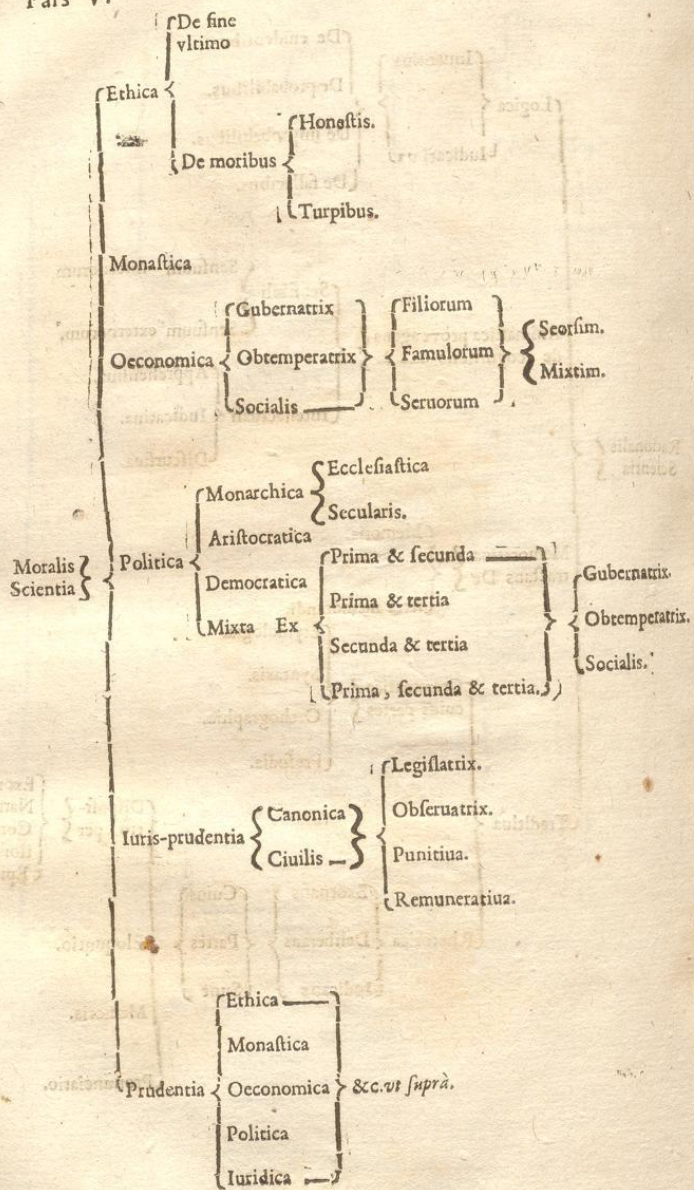 Pars V.
De fine
vltimo
Ethica
Honestis.
De moribus
Turpibus.
Monastica
Gubernatrix
Oeconomica
Obtemperatrix
Socialis
Filiorum
Famulorum
Seruorum
Seorsim.
Mixtim.
Moralis
Scientia
Politica
Monarchica
Ecclesiastica
Secularis.
Aristocratica
Democratica
Mixta Ex
Prima & secunda
Prima & tertia
Secunda & tertia
Prima, secunda & tertia.
Gubernatrix.
Obtemperatrix.
Socialis.
Iuris-prudentia
Canonica
Ciuilis
Legislatrix.
Obseruatrix.
Punitiua.
Remuneratiua.
Prudentia
Ethica
Monastica
Oeconomica
Politica
Iuridica
&c. vt suprà.